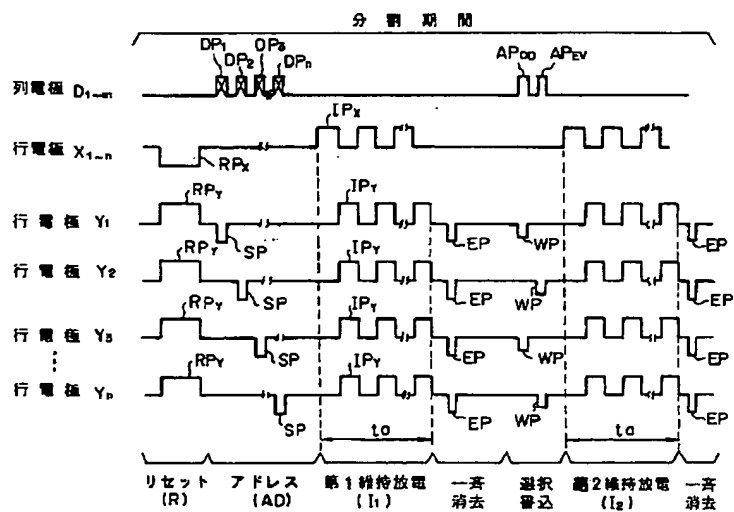 分割期間
DP1 DP2 DP3 DPn
APOD APEV
列電極 D1~m
IPX
行電極 X1~n
RPX
RPY IPY
行電極 Y1
SP EP WP EP
RPY IPY
行電極 Y2
SP EP WP EP
RPY IPY
行電極 Y3
SP EP WP EP
RPY IPY
行電極 Yn
SP EP WP EP
ta ta
リセット アドレス 第1維持放電 一斉 選択 第2維持放電 一斉
(R) (AD) (I1) 消去 書込 (I2) 消去